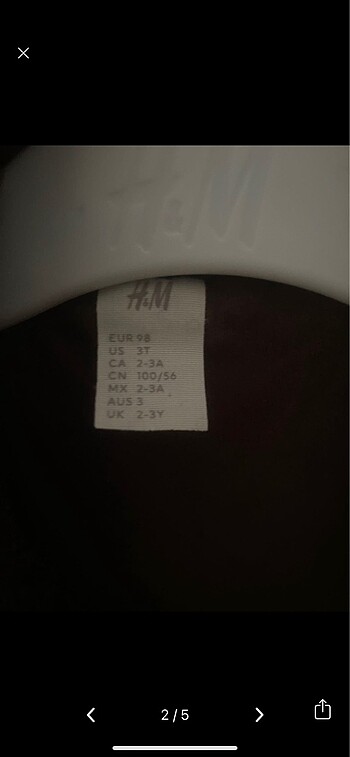 H&M
H&M
EUR 98
US 3T
CA 2-3A
CN 100/56
MX 2-3A
AUS 3
UK 2-3Y
2/5